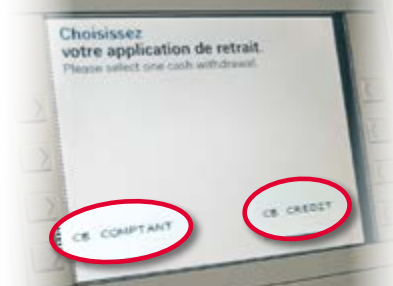 Choisissez
votre application de retrait.
Please select one cash withdrawal.
CB COMPTANT
CB CREDIT